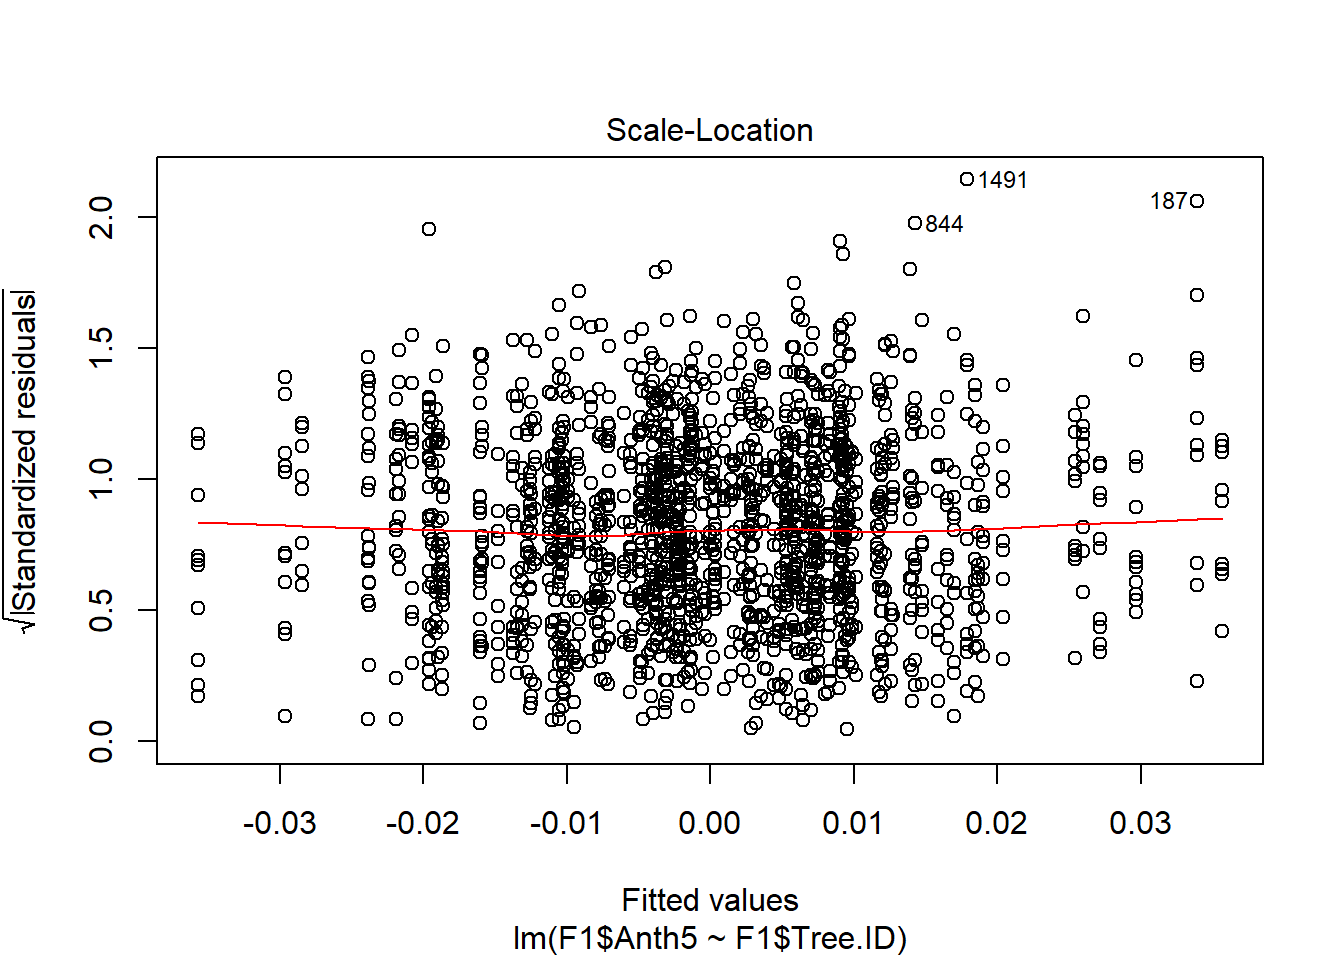 Scale-Location
1491
187
844
√|Standardized residuals|
2.0
1.5
1.0
0.5
0.0
-0.03 -0.02 -0.01 0.00 0.01 0.02 0.03
Fitted values
lm(F1$Anth5 ~ F1$Tree.ID)